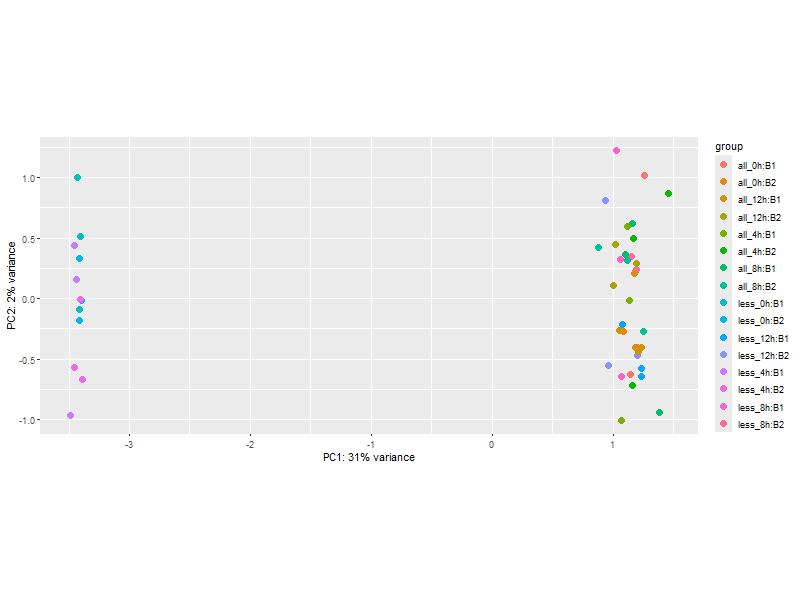 group
all_0h:B1
all_0h:B2
all_12h:B1
all_12h:B2
all_4h:B1
all_4h:B2
all_8h:B1
all_8h:B2
less_0h:B1
less_0h:B2
less_12h:B1
less_12h:B2
less_4h:B1
less_4h:B2
less_8h:B1
less_8h:B2
PC2: 2% variance
1.0
0.5
0.0
-0.5
-1.0
-3
-2
-1
0
1
PC1: 31% variance